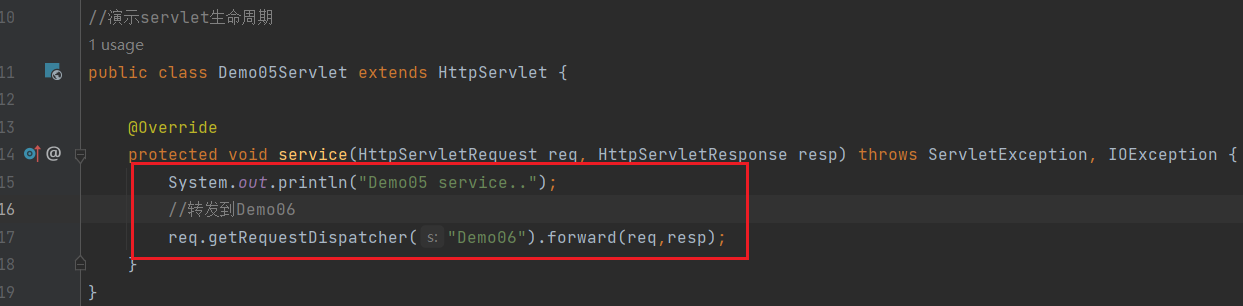 10 //演示servlet生命周期
1 usage
11 public class Demo05Servlet extends HttpServlet {
12
13 @Override
14 @ protected void service(HttpServletRequest req, HttpServletResponse resp) throws ServletException, IOException {
15 System.out.println("Demo05 service..");
16 //转发到Demo06
17 req.getRequestDispatcher( s: "Demo06").forward(req,resp);
18 }
19 }